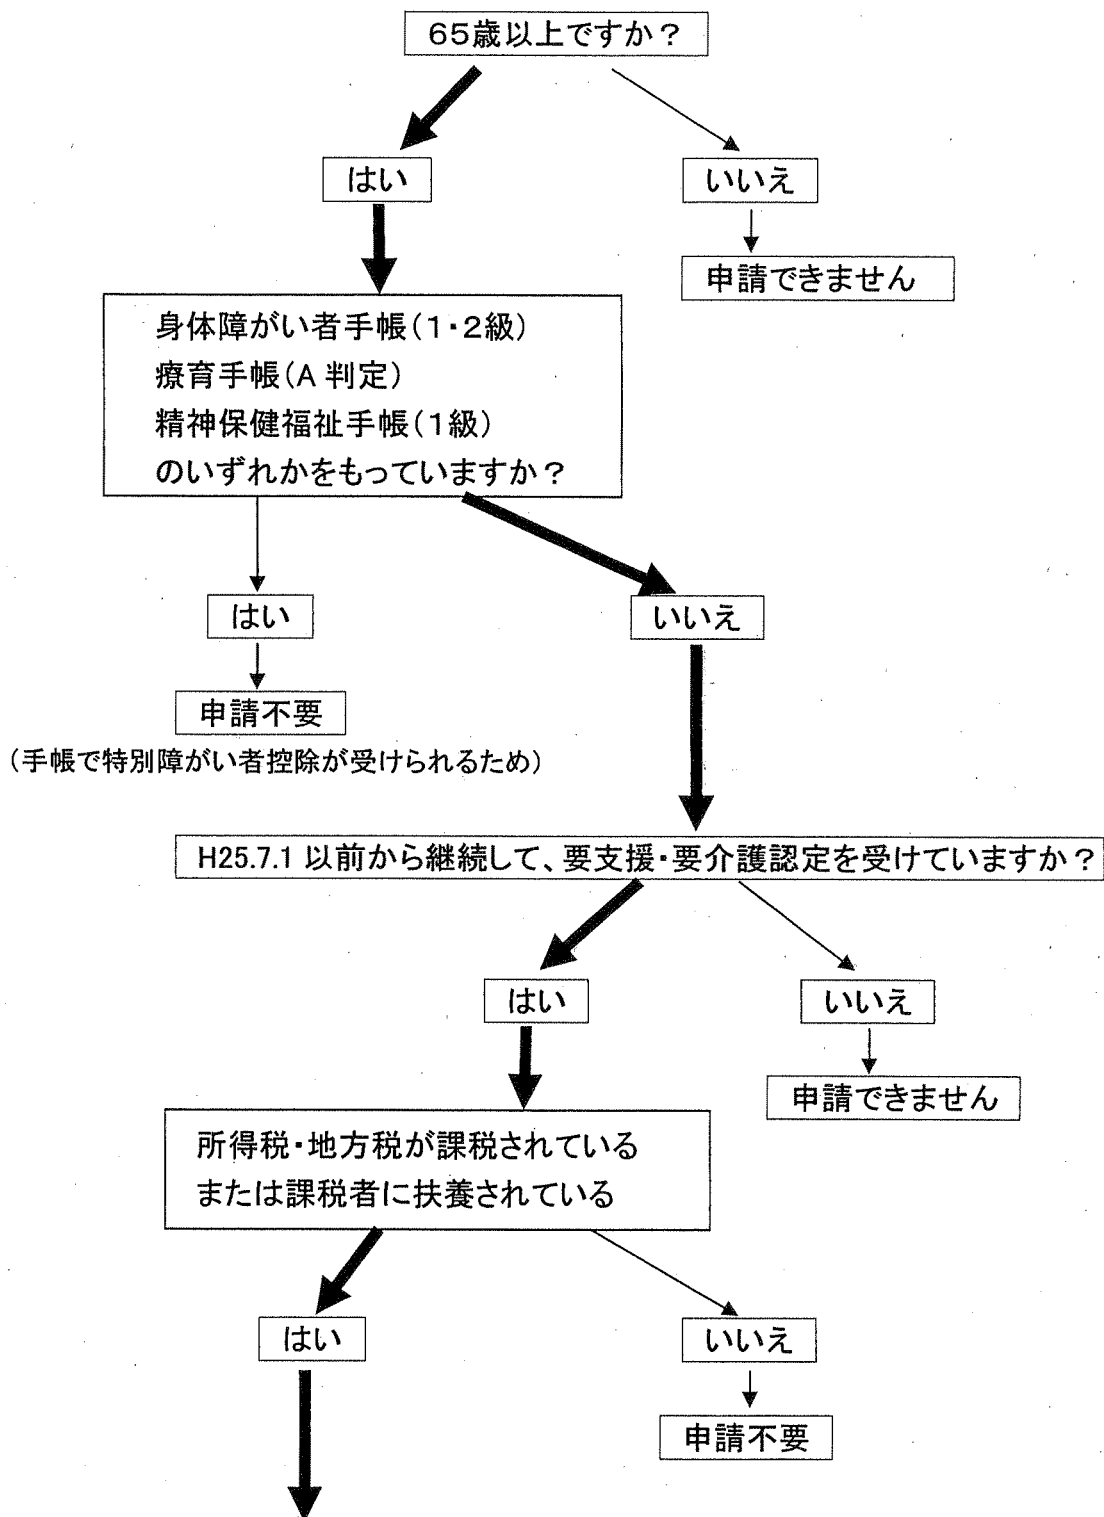 65歳以上ですか?
はい
いいえ
申請できません
身体障がい者手帳(1・2級)
療育手帳(A 判定)
精神保健福祉手帳(1級)
のいずれかをもっていますか?
はい
いいえ
申請不要
(手帳で特別障がい者控除が受けられるため)
H25.7.1 以前から継続して、要支援・要介護認定を受けていますか?
はい
いいえ
申請できません
所得税・地方税が課税されている
または課税者に扶養されている
はい
いいえ
申請不要